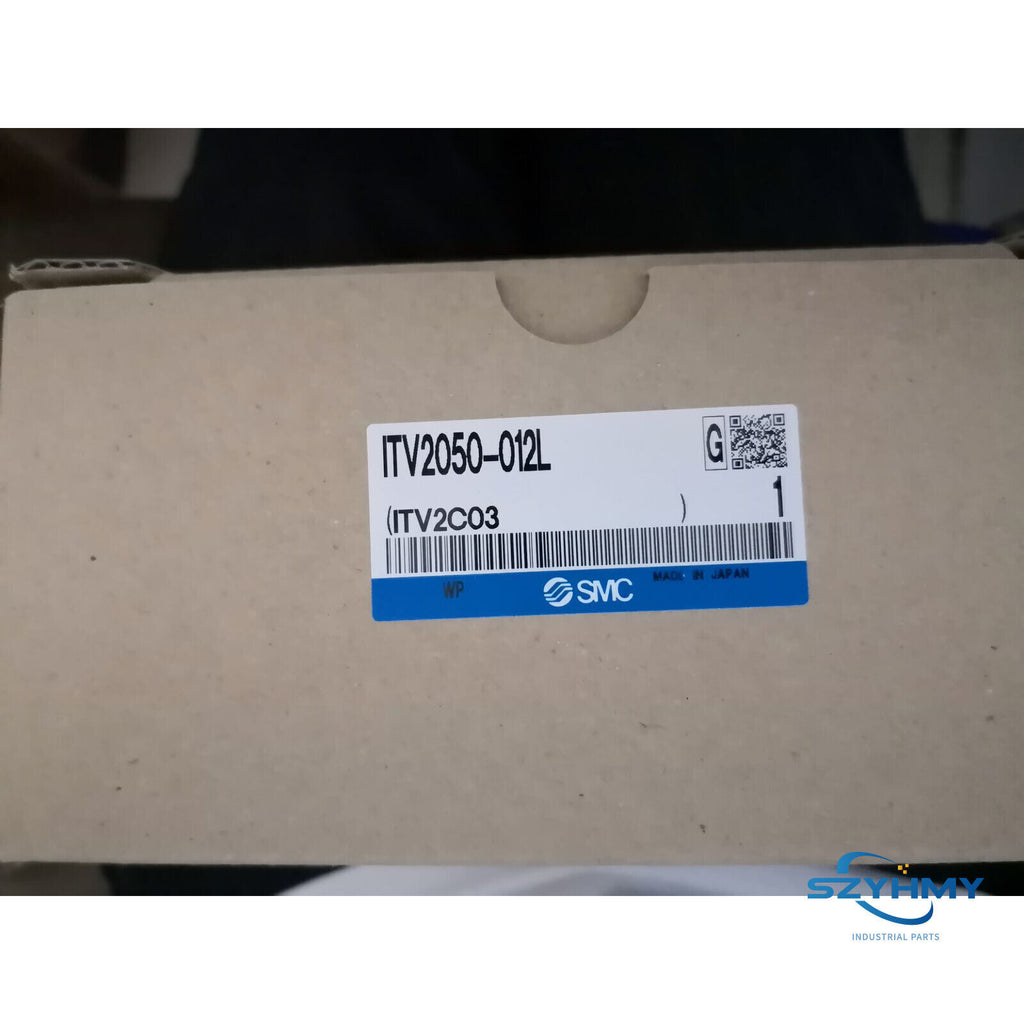 ITV2050-012L
G
(ITV2C03 )
1
WP
SMC
MADE IN JAPAN
SZYHMY
INDUSTRIAL PARTS